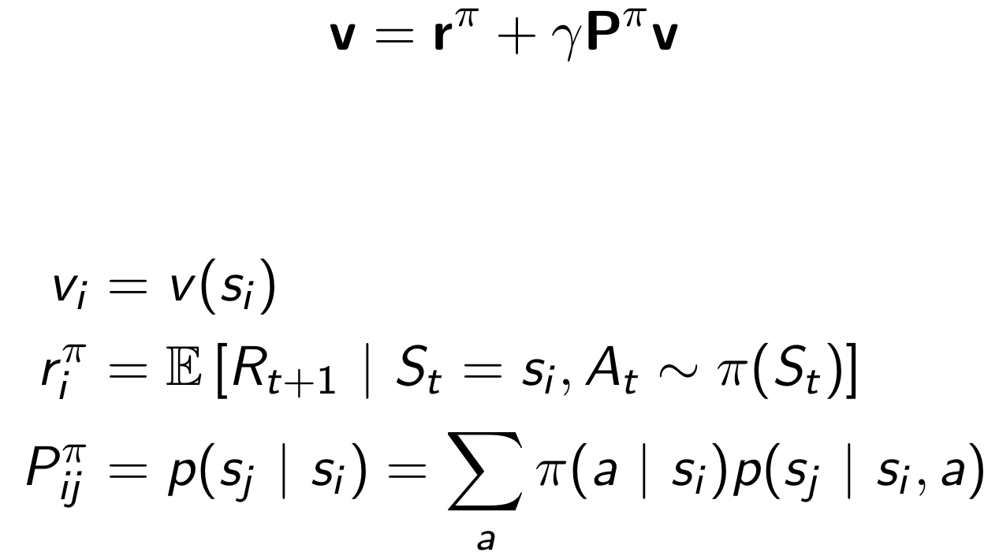 v = r^π + γP^π v
v_i = v(s_i)
r_i^π = 𝔼 [R_{t+1} | S_t = s_i, A_t ∼ π(S_t)]
P_{ij}^π = p(s_j | s_i) = ∑_a π(a | s_i)p(s_j | s_i, a)